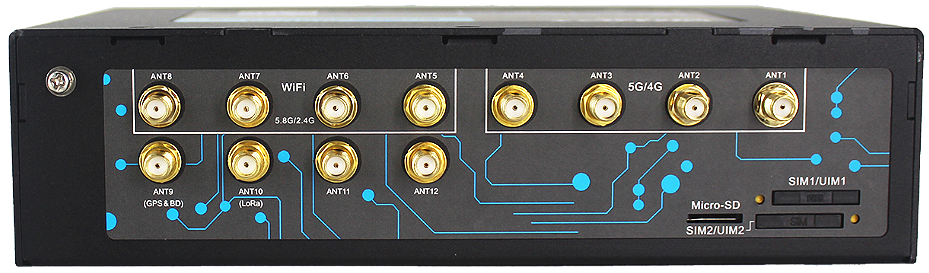 ANT8 ANT7 ANT6 ANT5 ANT4 ANT3 ANT2 ANT1
WiFi 5G/4G
5.8G/2.4G
ANT9 ANT10 ANT11 ANT12
(GPS&BD) (LoRa)
SIM1/UIM1
Micro-SD
SIM
SIM2/UIM2